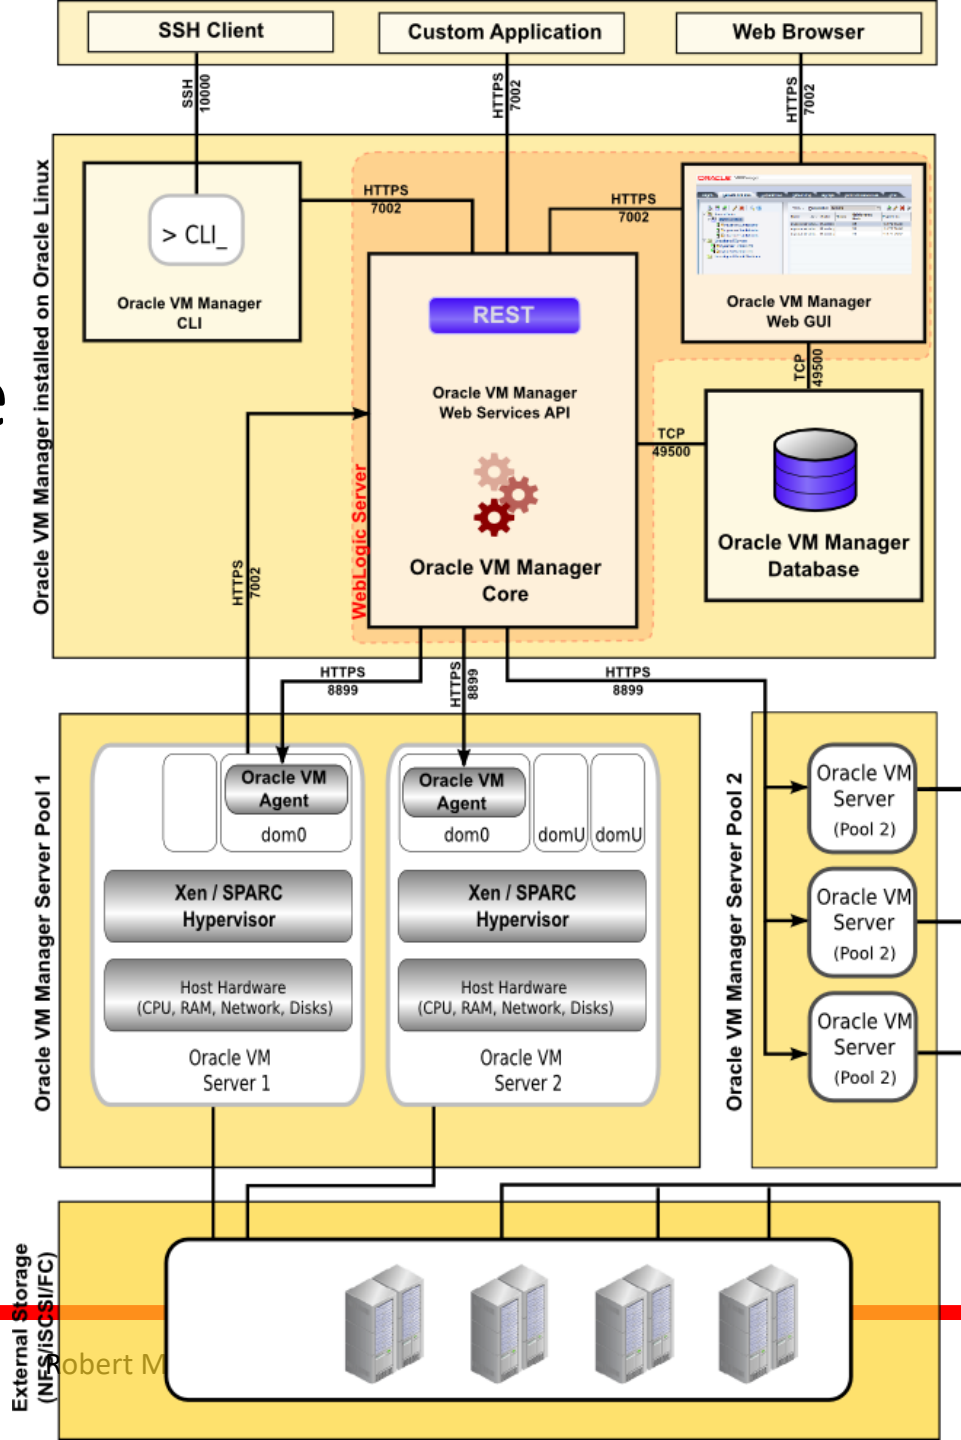 SSH Client
Custom Application
Web Browser
SSH
10000
HTTPS
7002
HTTPS
7002
Oracle VM Manager installed on Oracle Linux
> CLI_
Oracle VM Manager
CLI
HTTPS
7002
HTTPS
7002
ORACLE
Oracle VM Manager
Web GUI
REST
Oracle VM Manager
Web Services API
TCP
49500
TCP
49500
e
WebLogic Server
Oracle VM Manager
Core
Oracle VM Manager
Database
HTTPS
7002
HTTPS
8899
HTTPS
8899
HTTPS
8899
Oracle VM Manager Server Pool 1
Oracle VM
Agent
dom0
Oracle VM
Agent
dom0
domU
domU
Xen / SPARC
Hypervisor
Xen / SPARC
Hypervisor
Host Hardware
(CPU, RAM, Network, Disks)
Host Hardware
(CPU, RAM, Network, Disks)
Oracle VM
Server 1
Oracle VM
Server 2
Oracle VM Manager Server Pool 2
Oracle VM
Server
(Pool 2)
Oracle VM
Server
(Pool 2)
Oracle VM
Server
(Pool 2)
External Storage
(NFS/iSCSI/FC)
Robert M